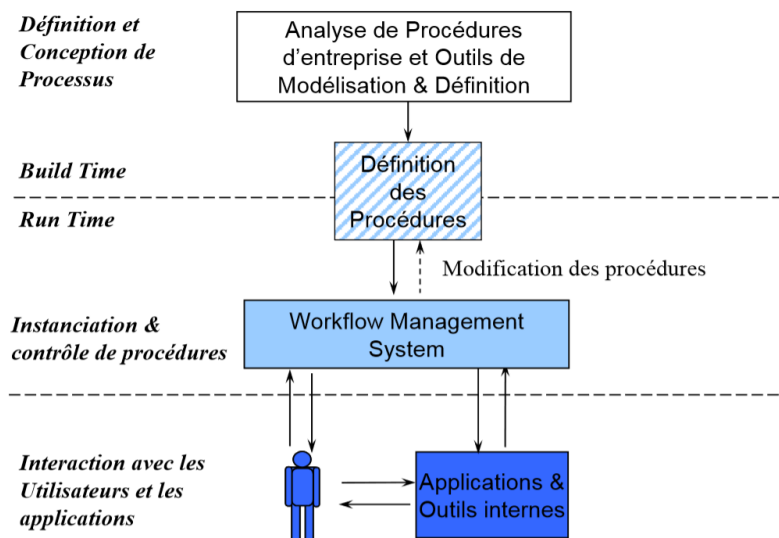 Définition et
Conception de
Processus
Analyse de Procédures
d'entreprise et Outils de
Modélisation & Définition
Build Time
Définition
des
Procédures
Run Time
Modification des procédures
Instanciation &
contrôle de procédures
Workflow Management
System
Interaction avec les
Utilisateurs et les
applications
Applications &
Outils internes